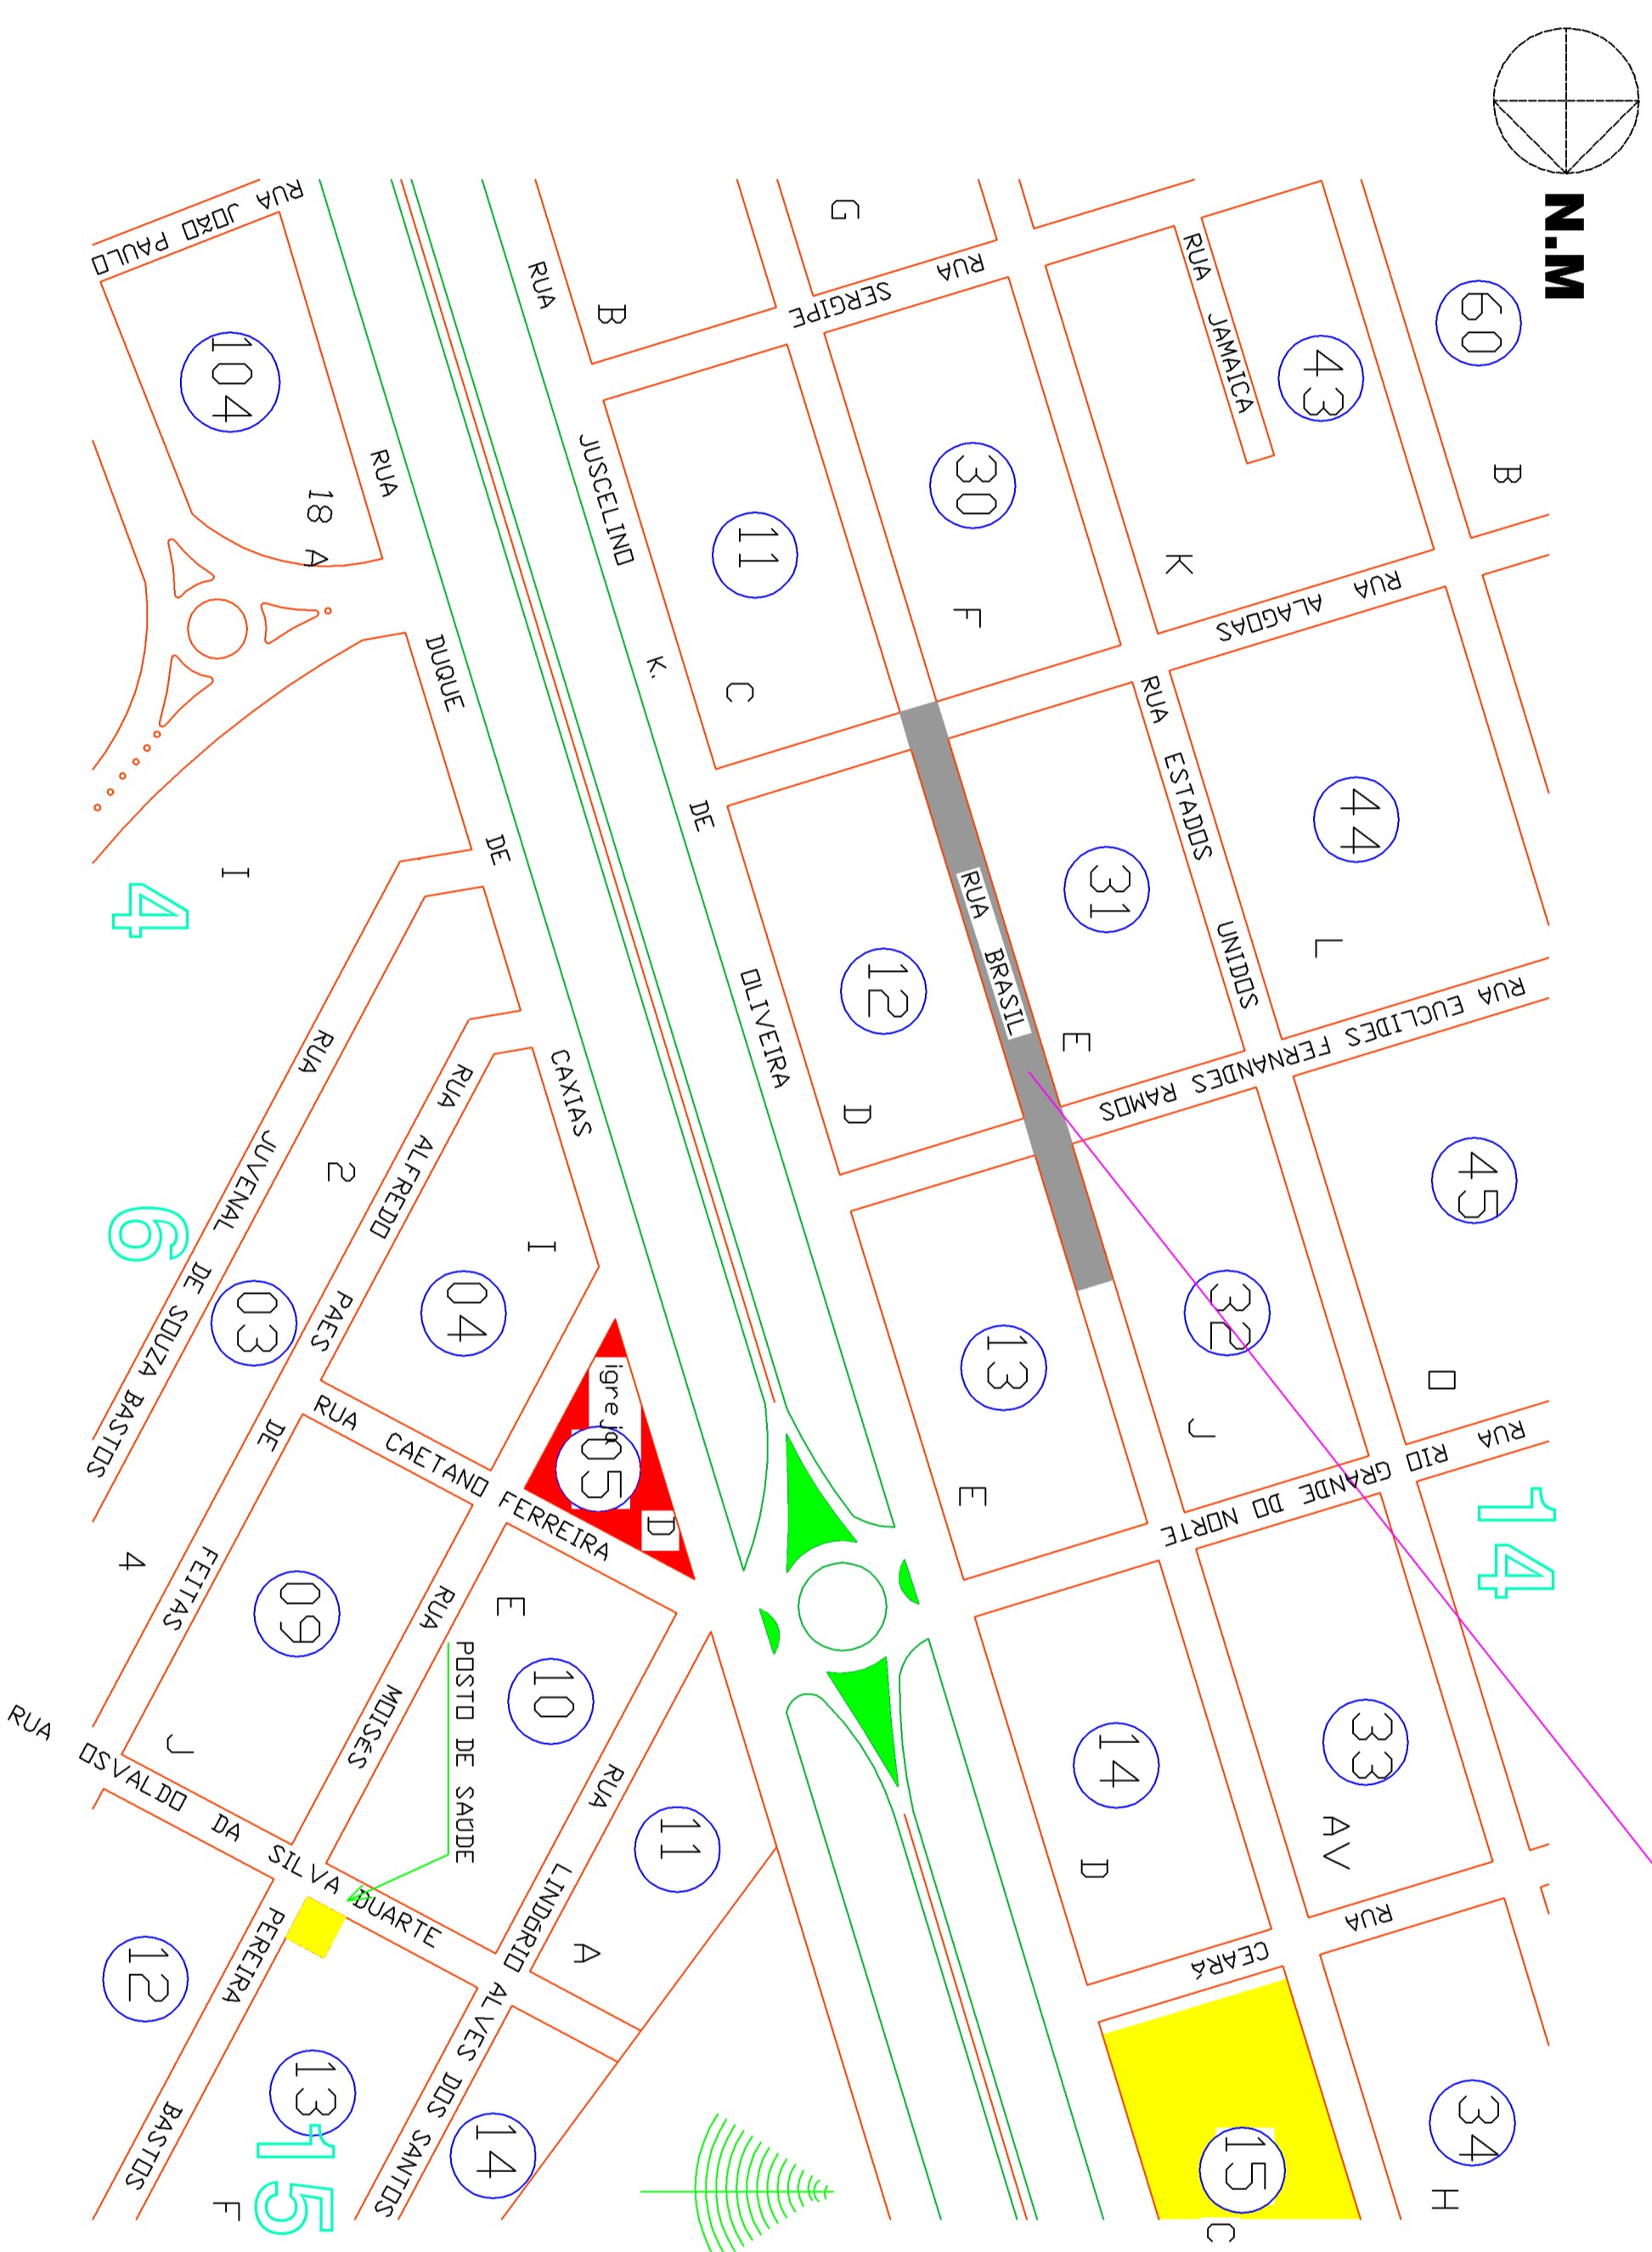 N.M
RUA JOÃO PAULO
104
18 A
RUA DUQUE DE CAXIAS
RUA JUSCELINO K. DE OLIVEIRA
B
G
RUA SERGIPE
RUA JAMAICA
43
60
B
11
C
30
F
K
RUA ALAGOAS
RUA ESTADOS UNIDOS
44
L
31
E
RUA BRASIL
12
D
RUA EUCLIDES FERNANDES RAMOS
45
O
32
J
13
E
RUA RIO GRANDE DO NORTE
14
33
AV
14
D
RUA CEARÁ
34
H
15
C
4
I
6
RUA JUVENAL DE SOUZA BASTOS
2
03
RUA ALFREDO PAES DE FEITAS
I
04
igreja
05
D
RUA CAETANO FERREIRA
4
09
J
RUA MOISÉS PEREIRA BASTOS
E
10
POSTO DE SAÚDE
RUA LINDÓRIO ALVES DOS SANTOS
11
A
RUA OSVALDO DA SILVA DUARTE
12
13
15
F
14